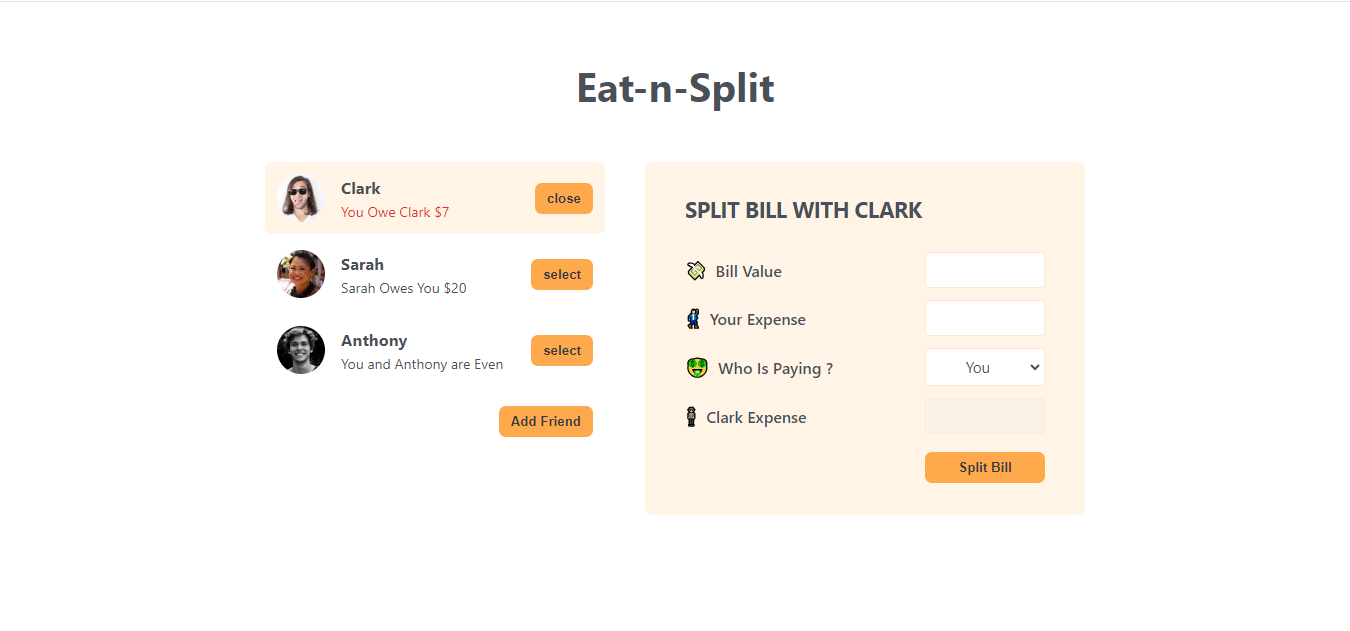 Eat-n-Split
Clark
You Owe Clark $7
close
Sarah
Sarah Owes You $20
select
Anthony
You and Anthony are Even
select
Add Friend
SPLIT BILL WITH CLARK
Bill Value
Your Expense
Who Is Paying ?
You
Clark Expense
Split Bill